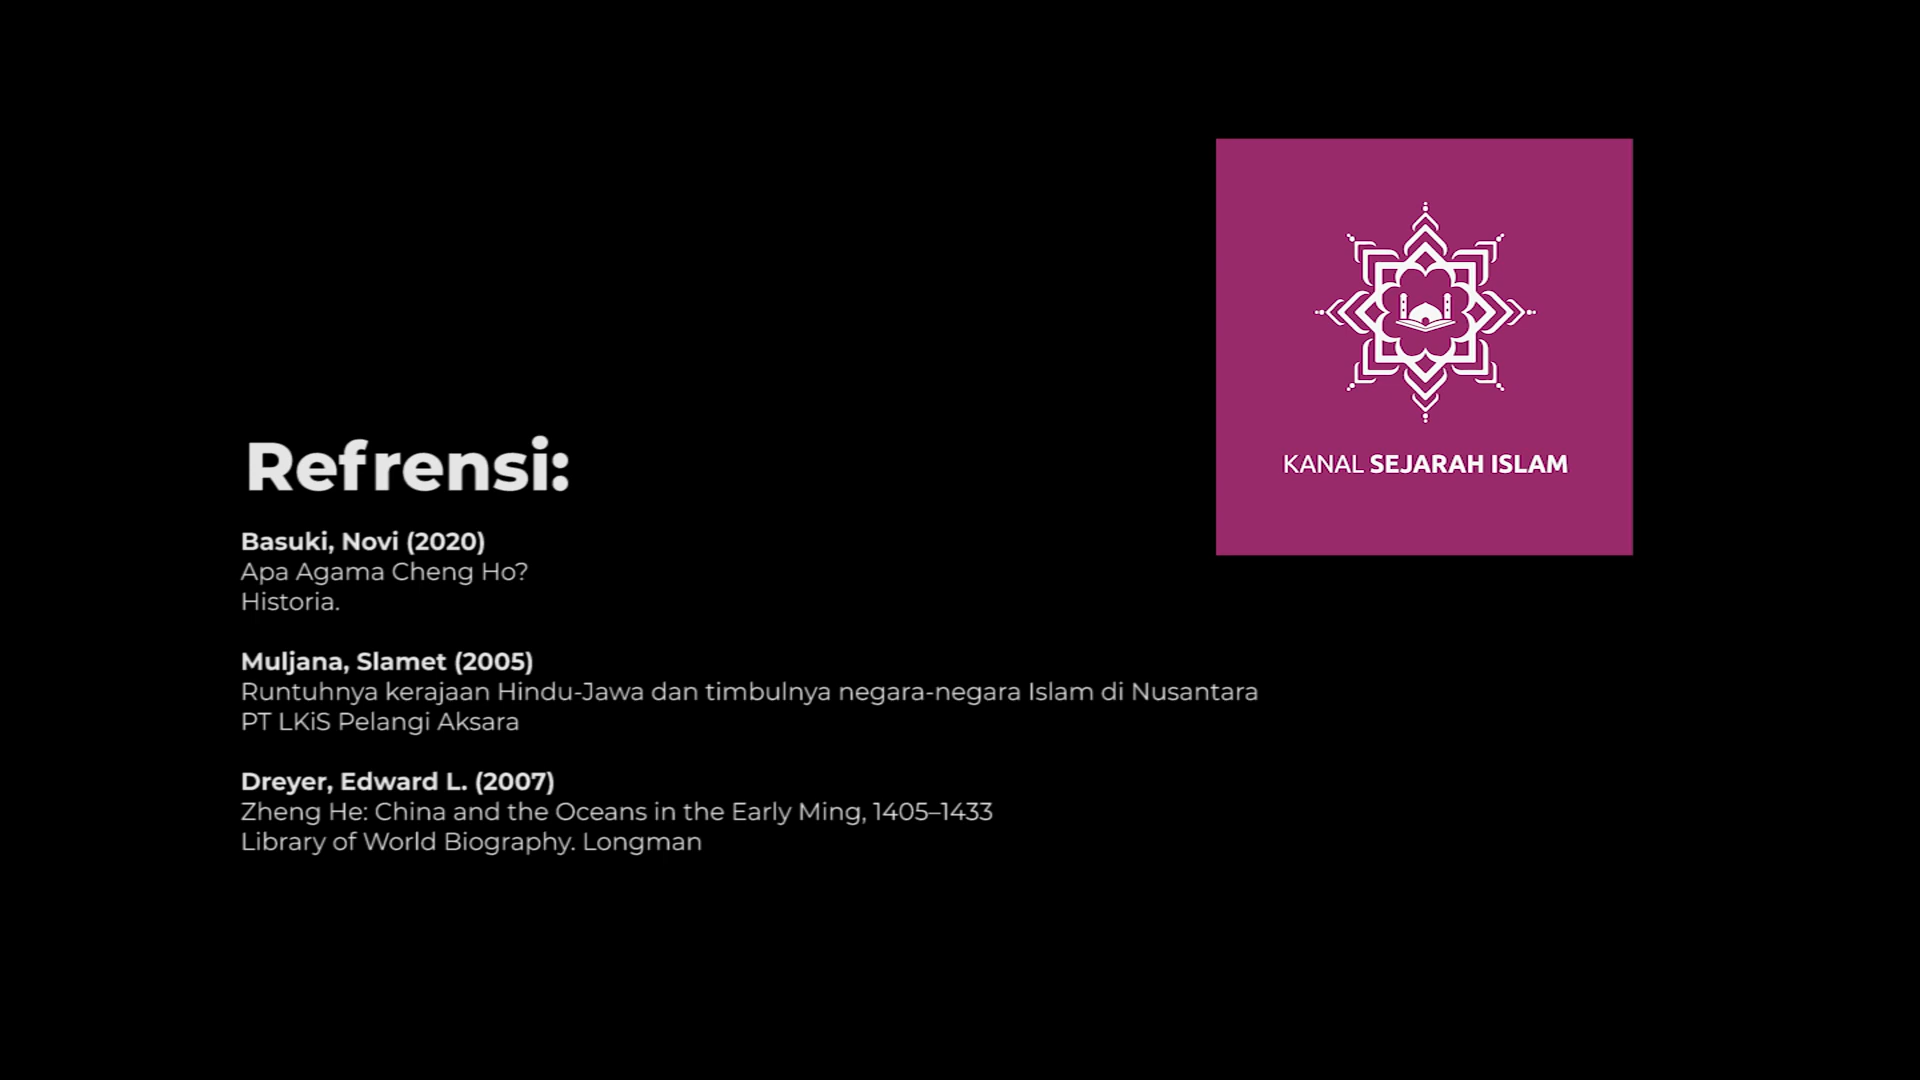 KANAL SEJARAH ISLAM
Refrensi:
Basuki, Novi (2020)
Apa Agama Cheng Ho?
Historia.
Muljana, Slamet (2005)
Runtuhnya kerajaan Hindu-Jawa dan timbulnya negara-negara Islam di Nusantara
PT LKiS Pelangi Aksara
Dreyer, Edward L. (2007)
Zheng He: China and the Oceans in the Early Ming, 1405–1433
Library of World Biography. Longman